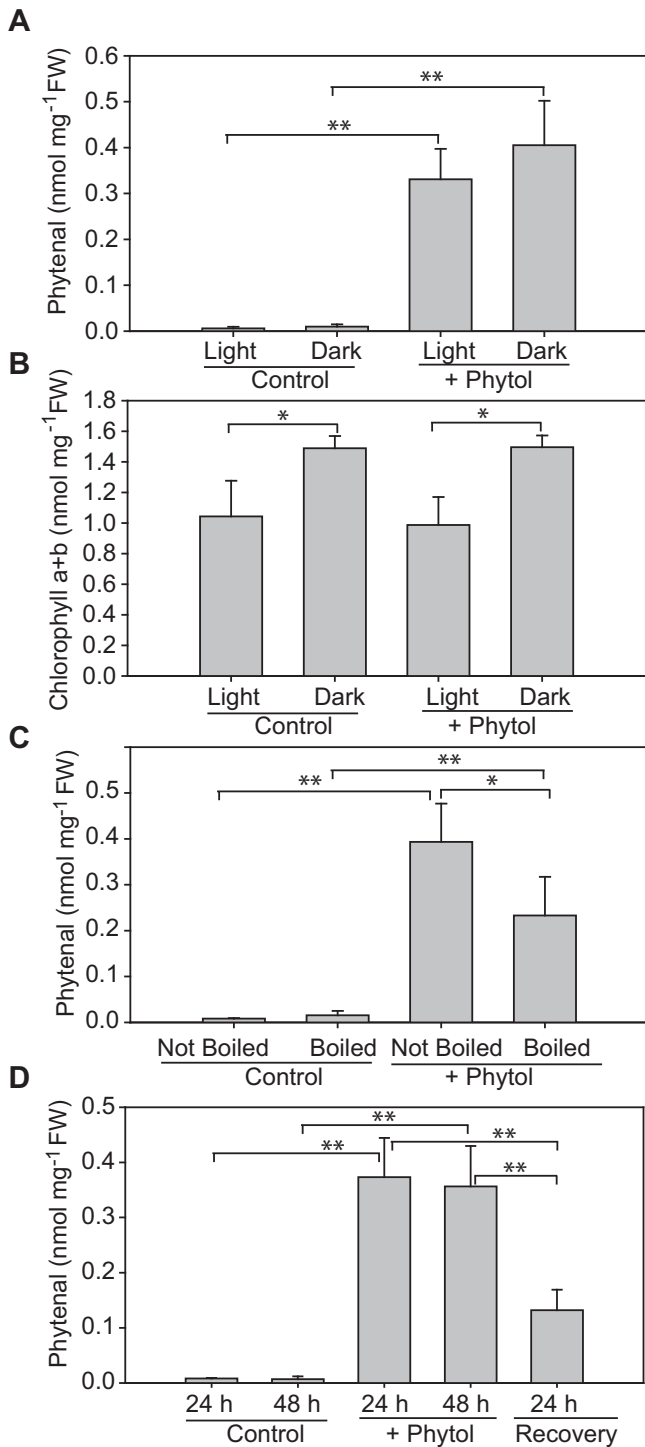 A
Phytenal (nmol mg-1 FW)
0.6
0.5
0.4
0.3
0.2
0.1
0.0
**
**
Light Dark Light Dark
Control + Phytol
B
Chlorophyll a+b (nmol mg-1FW)
1.8
1.6
1.4
1.2
1.0
0.8
0.6
0.4
0.2
0.0
* *
Light Dark Light Dark
Control + Phytol
C
Phytenal (nmol mg-1 FW)
0.5
0.4
0.3
0.2
0.1
0.0
**
** *
Not Boiled Boiled Not Boiled Boiled
Control + Phytol
D
Phytenal (nmol mg-1 FW)
0.5
0.4
0.3
0.2
0.1
0.0
**
** **
**
24 h 48 h 24 h 48 h 24 h
Control + Phytol Recovery